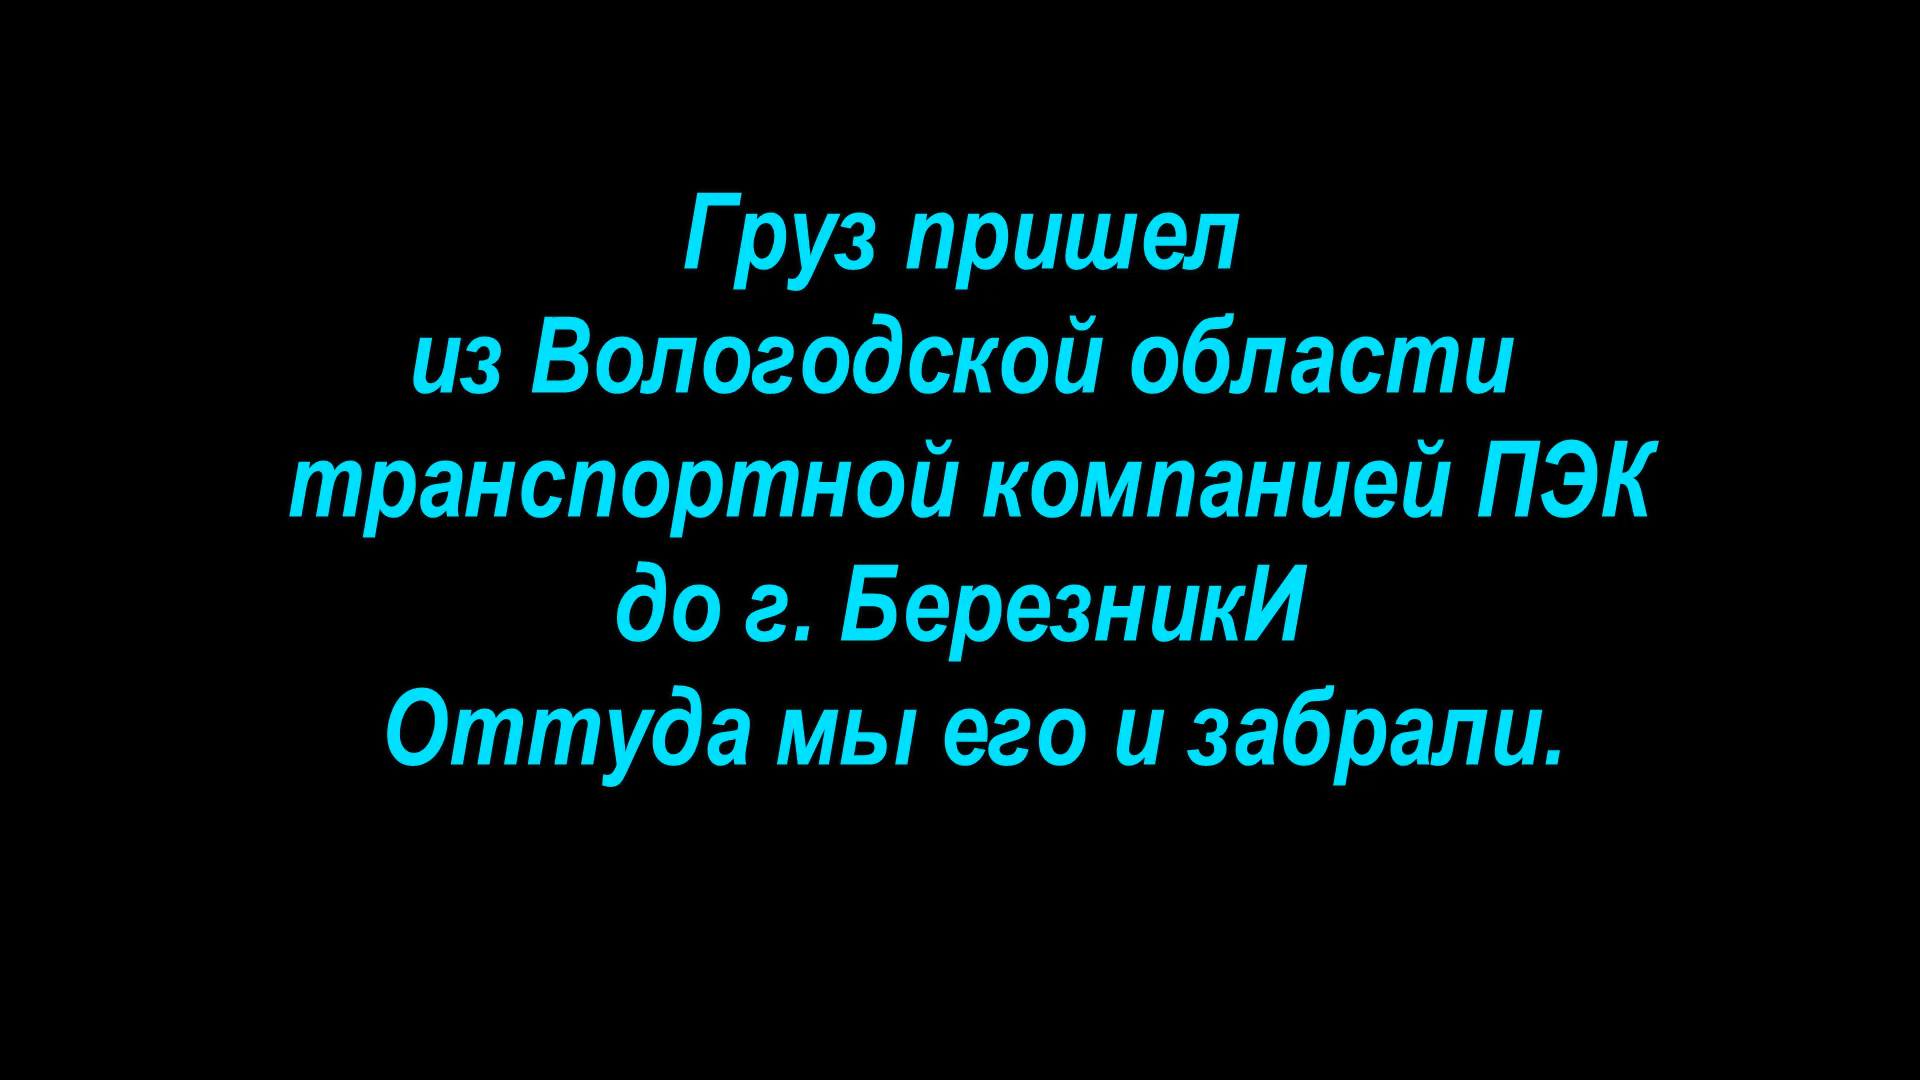 Груз пришел
из Вологодской области
транспортной компанией ПЭК
до г. БерезникИ
Оттуда мы его и забрали.